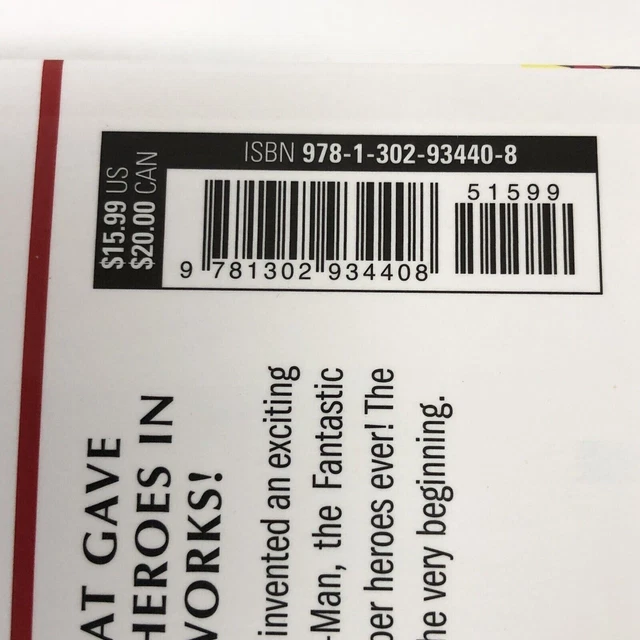 ISBN 978-1-302-93440-8
51599
9 781302 934408
$15.99 US
$20.00 CAN
AT GAVE
HEROES IN
WORKS!
invented an exciting
-Man, the Fantastic
per heroes ever! The
he very beginning.